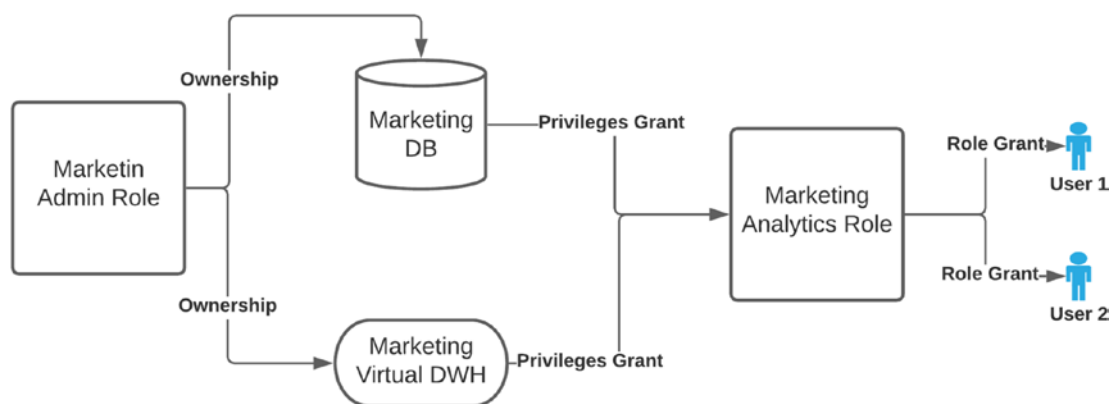 Ownership
Marketin
Admin Role
Ownership
Marketing
DB
Marketing
Virtual DWH
Privileges Grant
Privileges Grant
Marketing
Analytics Role
Role Grant
User 1
Role Grant
User 2